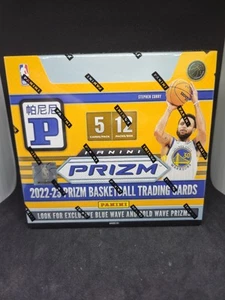 STEPHEN CURRY
帕尼尼
P
5 12
CARDS/PACK PACKS/BOX
PANINI
PRIZM
2022-23 PRIZM BASKETBALL TRADING CARDS
PANINI
LOOK FOR EXCLUSIVE BLUE WAVE AND GOLD WAVE PRIZMS